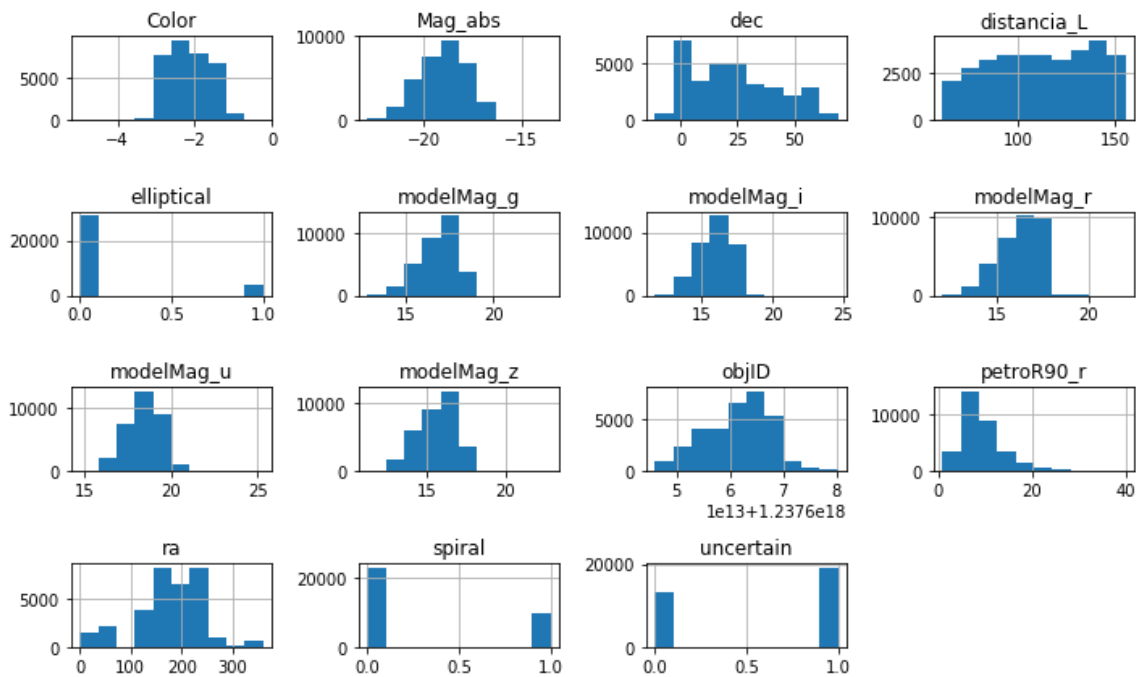 Color Mag_abs dec distancia_L
5000 10000 5000 2500
0 0 0 0
−4 −2 0 −20 −15 0 25 50 100 150
elliptical modelMag_g modelMag_i modelMag_r
20000 10000 10000 10000
0 0 0 0
0.0 0.5 1.0 15 20 15 20 25 15 20
modelMag_u modelMag_z objID petroR90_r
10000 10000 5000 10000
0 0 0 0
15 20 25 15 20 5 6 7 8 0 20 40
1e13+1.2376e18
ra spiral uncertain
5000 20000 20000
0 0 0
0 100 200 300 0.0 0.5 1.0 0.0 0.5 1.0